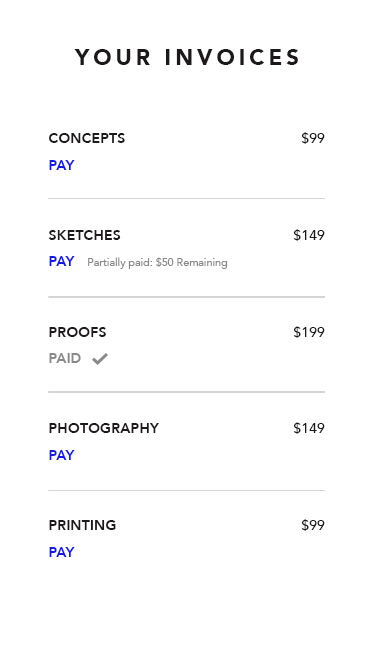 YOUR INVOICES
CONCEPTS $99
PAY
SKETCHES $149
PAY Partially paid: $50 Remaining
PROOFS $199
PAID
PHOTOGRAPHY $149
PAY
PRINTING $99
PAY